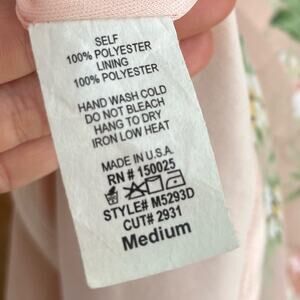 SELF
100% POLYESTER
LINING
100% POLYESTER
HAND WASH COLD
DO NOT BLEACH
HANG TO DRY
IRON LOW HEAT
MADE IN U.S.A.
RN # 150025
STYLE# M5293D
CUT# 2931
Medium